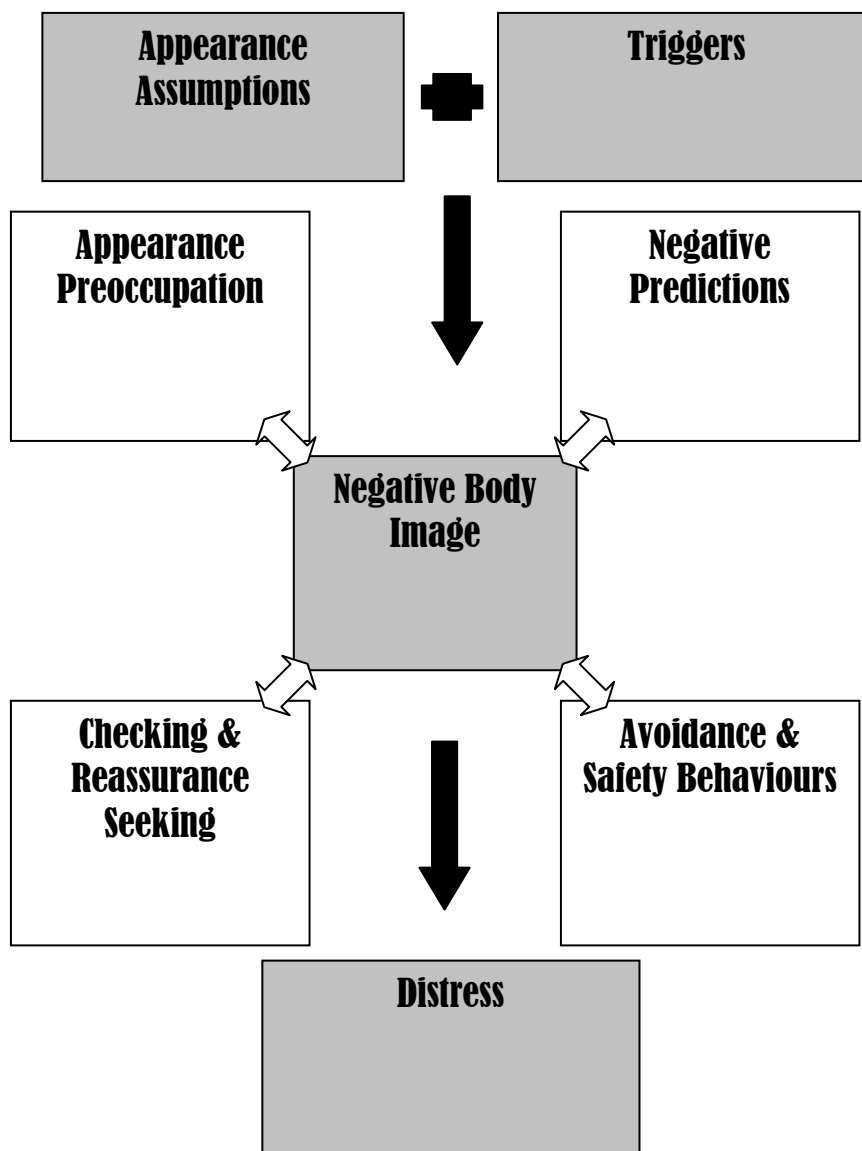 Appearance
Assumptions
Triggers
Appearance
Preoccupation
Negative
Predictions
Negative Body
Image
Checking &
Reassurance
Seeking
Avoidance &
Safety Behaviours
Distress